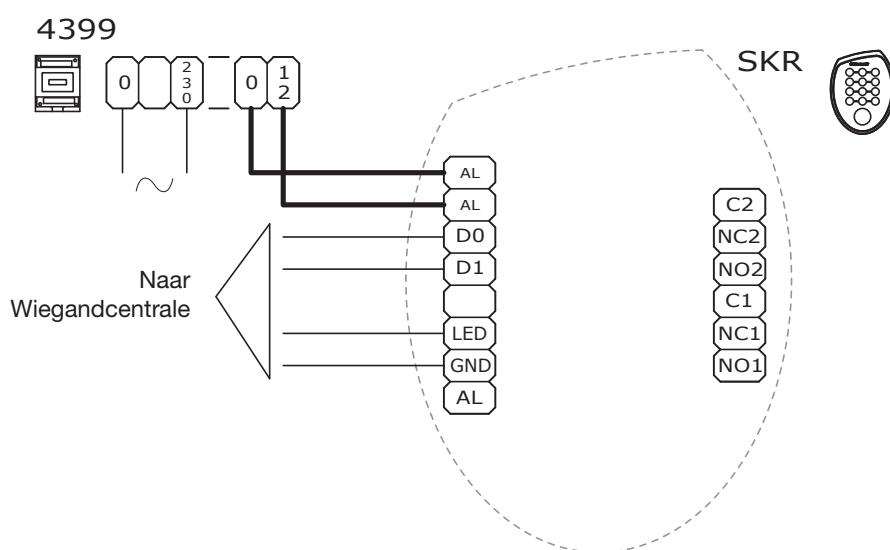 4399
0
230
0
12
SKR
AL
AL
D0
D1
LED
GND
AL
Naar
Wiegandcentrale
C2
NC2
NO2
C1
NC1
NO1